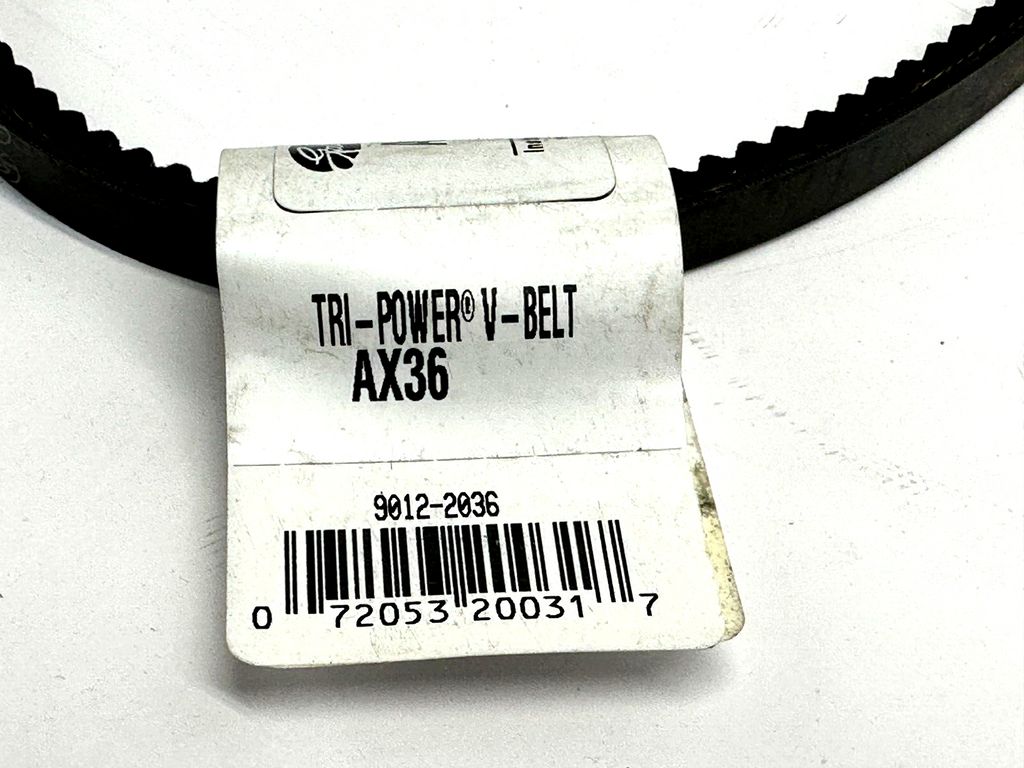 TRI-POWER® V-BELT
AX36
9012-2036
0 72053 20031 7